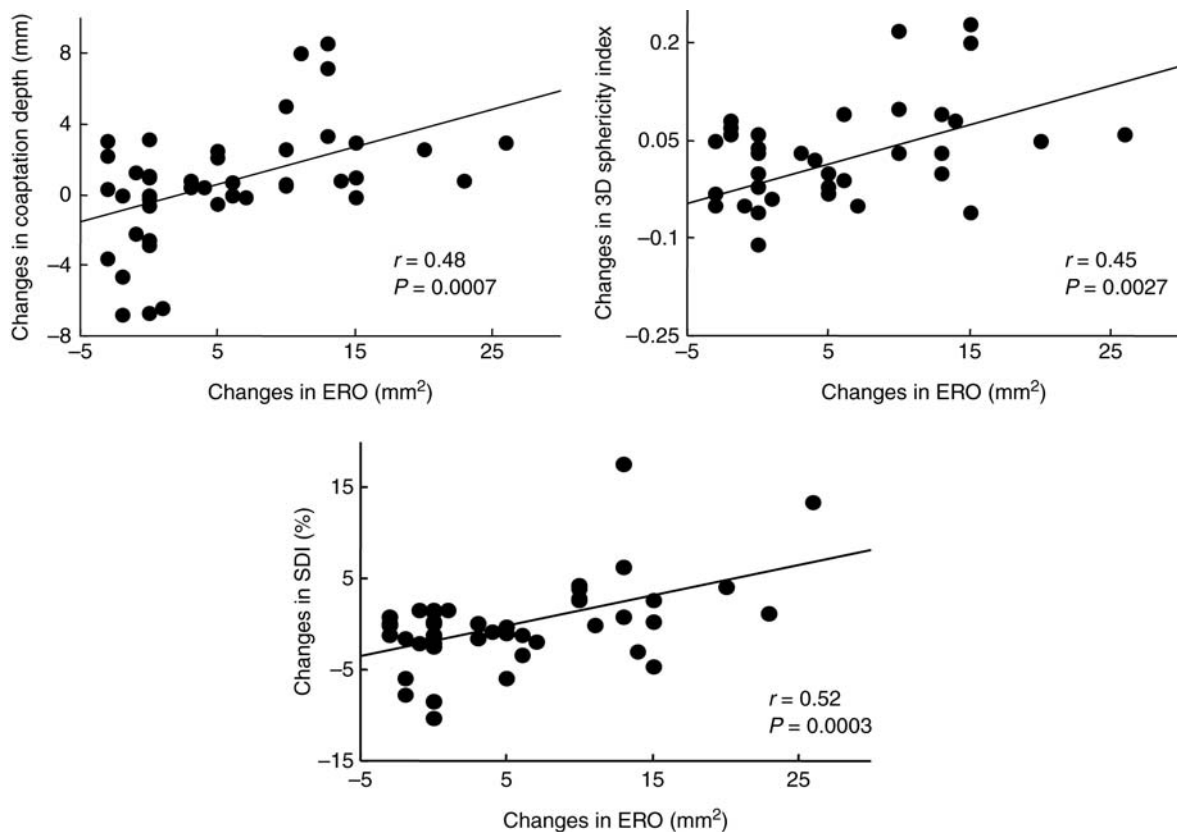 Changes in coaptation depth (mm)
8
4
0
−4
−8
−5
5
15
25
r = 0.48
P = 0.0007
Changes in ERO (mm²)
Changes in 3D sphericity index
0.2
0.05
−0.1
−0.25
−5
5
15
25
r = 0.45
P = 0.0027
Changes in ERO (mm²)
Changes in SDI (%)
15
5
−5
−15
−5
5
15
25
r = 0.52
P = 0.0003
Changes in ERO (mm²)